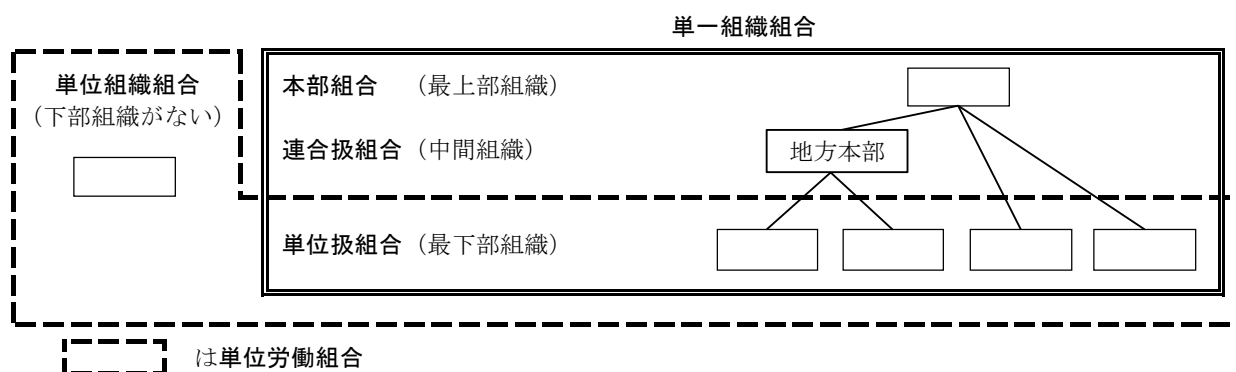 単一組織組合
単位組織組合
（下部組織がない）
本部組合　（最上部組織）
連合扱組合（中間組織）
地方本部
単位扱組合（最下部組織）
は単位労働組合